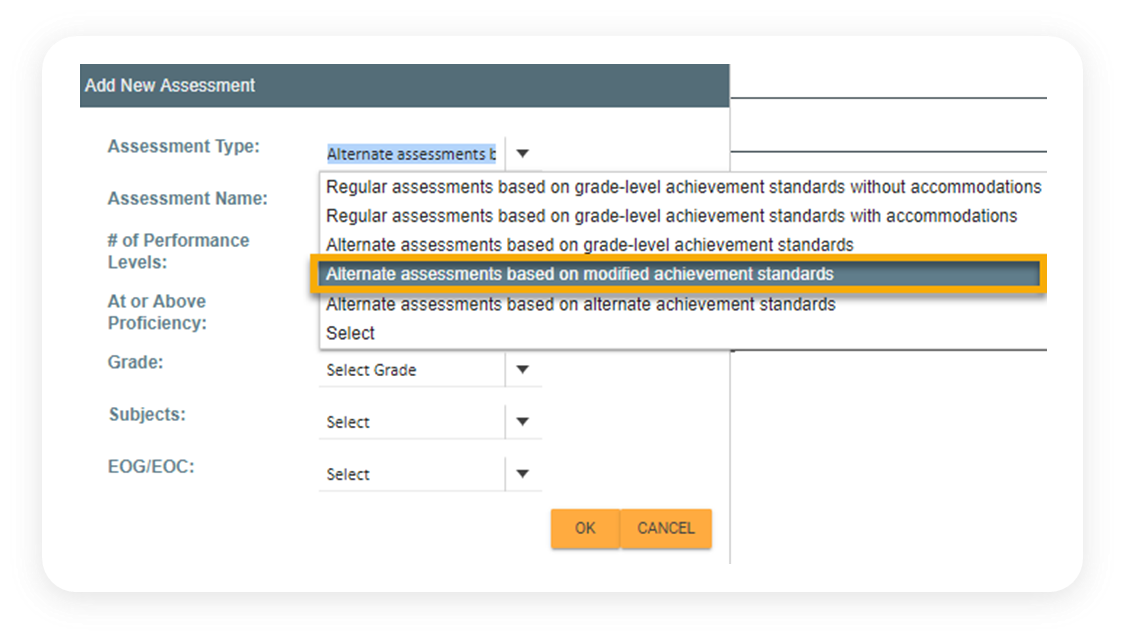 Add New Assessment
Assessment Type:
Alternate assessments b
Regular assessments based on grade-level achievement standards without accommodations
Assessment Name:
Regular assessments based on grade-level achievement standards with accommodations
# of Performance
Levels:
Alternate assessments based on grade-level achievement standards
Alternate assessments based on modified achievement standards
At or Above
Proficiency:
Alternate assessments based on alternate achievement standards
Select
Grade:
Select Grade
Subjects:
Select
EOG/EOC:
Select
OK
CANCEL